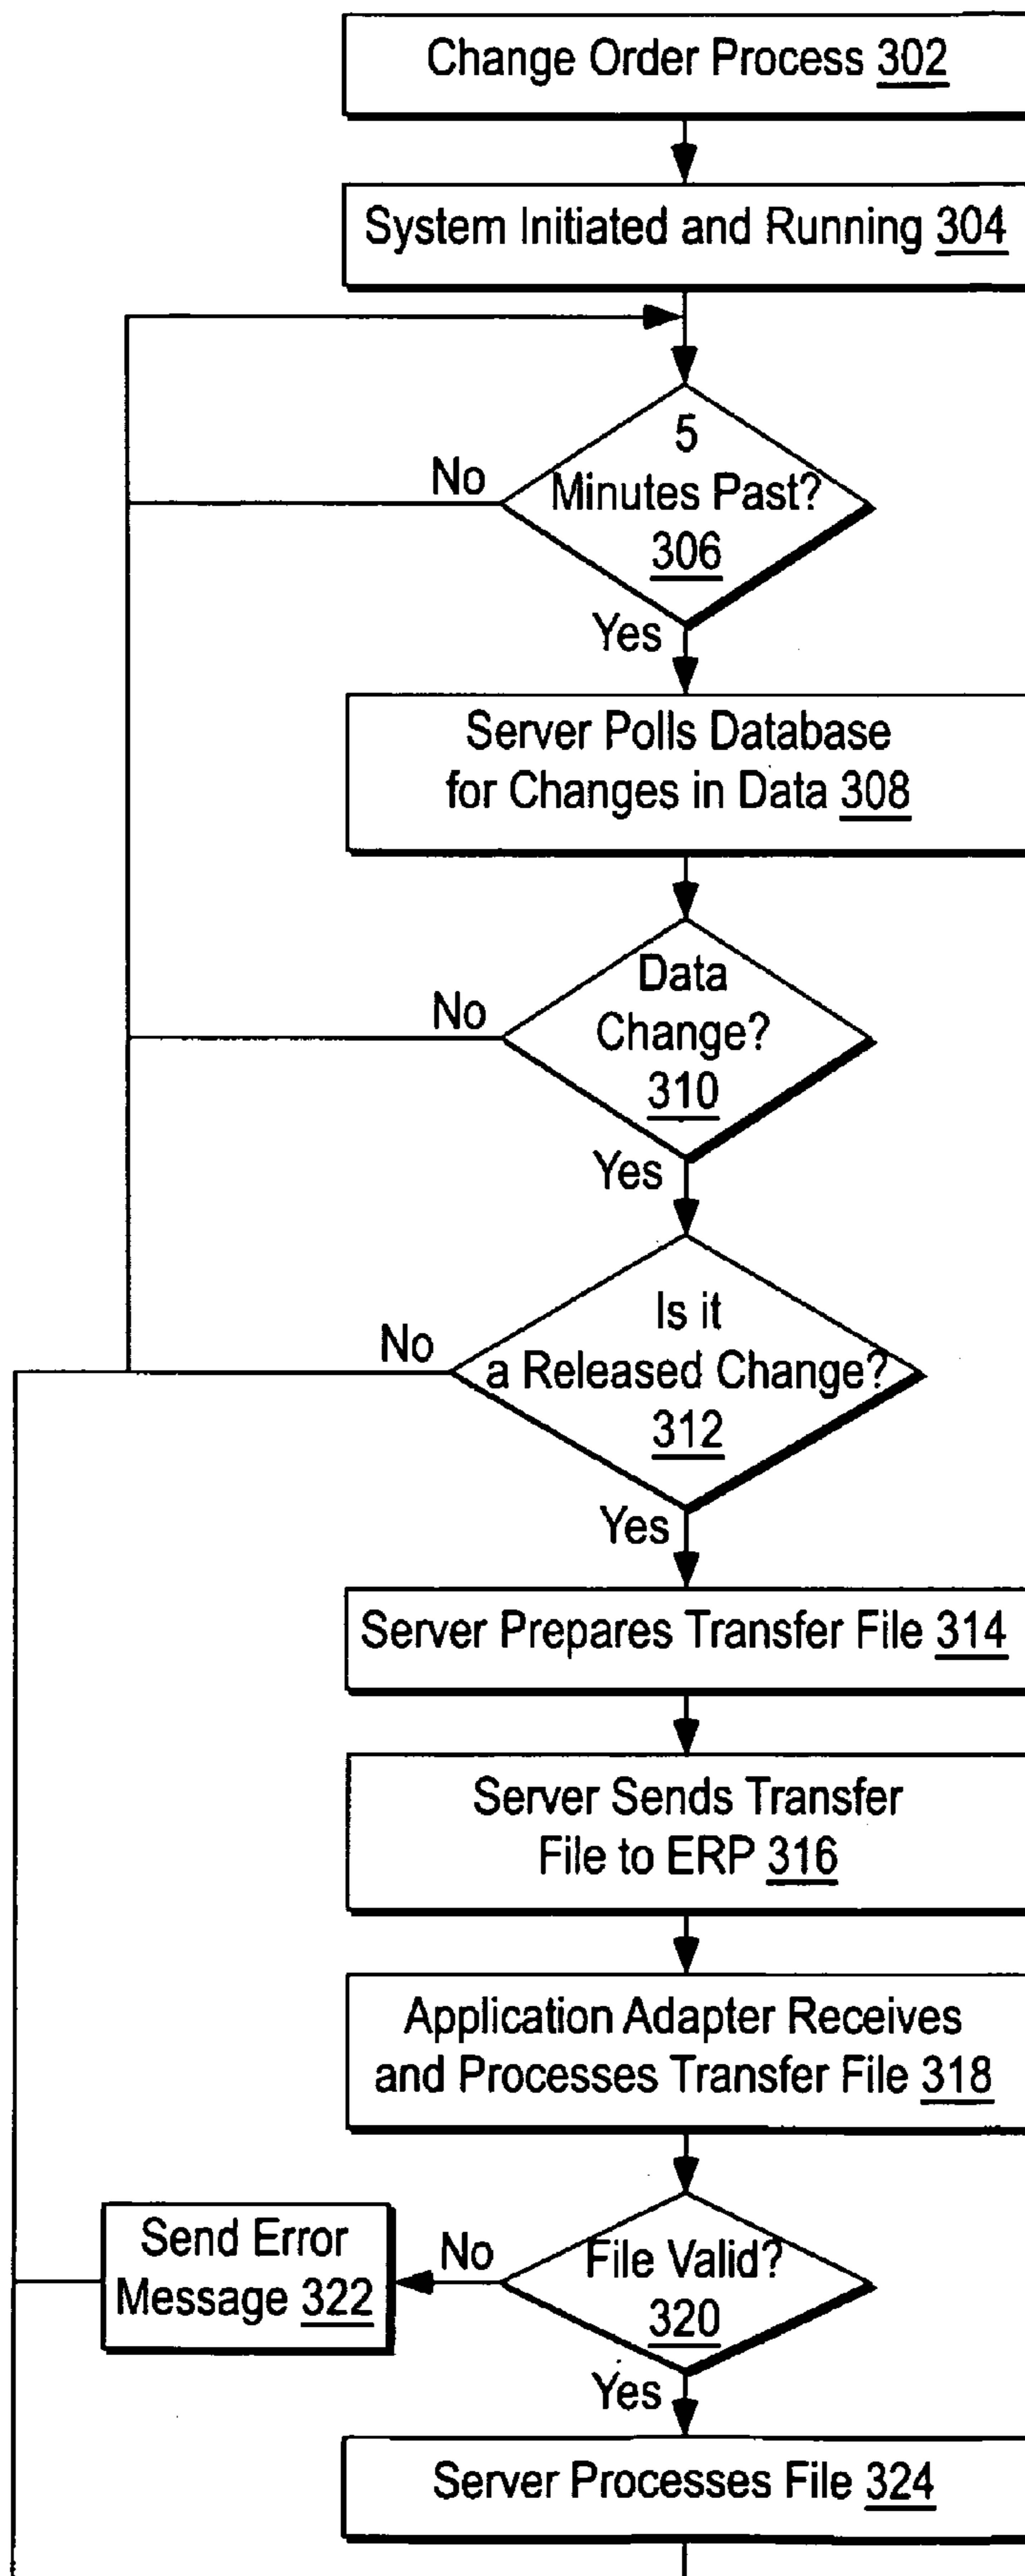 Change Order Process 302
System Initiated and Running 304
5
Minutes Past?
306
No
Yes
Server Polls Database
for Changes in Data 308
Data
Change?
310
No
Yes
Is it
a Released Change?
312
No
Yes
Server Prepares Transfer File 314
Server Sends Transfer
File to ERP 316
Application Adapter Receives
and Processes Transfer File 318
File Valid?
320
No
Send Error
Message 322
Yes
Server Processes File 324